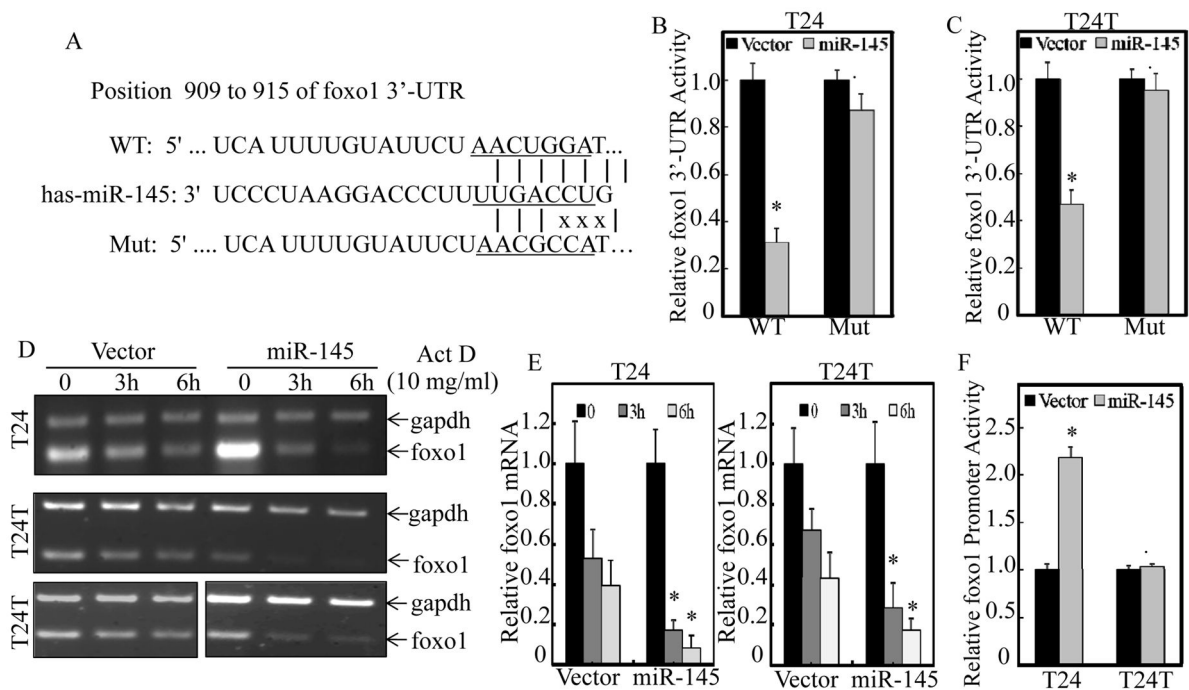 A
Position 909 to 915 of foxo1 3'-UTR
WT: 5' ... UCA UUUUGUAUUCU AACUGGAT...
has-miR-145: 3' UCCCUAAGGACCCUUUUGACCUG
x x x
Mut: 5' .... UCA UUUUGUAUUCUAACGCCAT...
B
T24
Vector miR-145
Relative foxo1 3'-UTR Activity
1.0
0.8
0.6
0.4
0.2
0
*
WT Mut
C
T24T
Vector miR-145
Relative foxo1 3'-UTR Activity
1.0
0.8
0.6
0.4
0.2
0
*
WT Mut
D
Vector miR-145 Act D
0 3h 6h 0 3h 6h (10 mg/ml)
T24
gapdh
foxo1
T24T
gapdh
foxo1
T24T
gapdh
foxo1
E
T24
0 3h 6h
Relative foxo1 mRNA
1.2
1.0
0.8
0.6
0.4
0.2
0
* *
Vector miR-145
T24T
0 3h 6h
Relative foxo1 mRNA
1.2
1.0
0.8
0.6
0.4
0.2
0
* *
Vector miR-145
F
Vector miR-145
Relative foxo1 Promoter Activity
2.5
2.0
1.5
1.0
0.5
0
*
T24 T24T